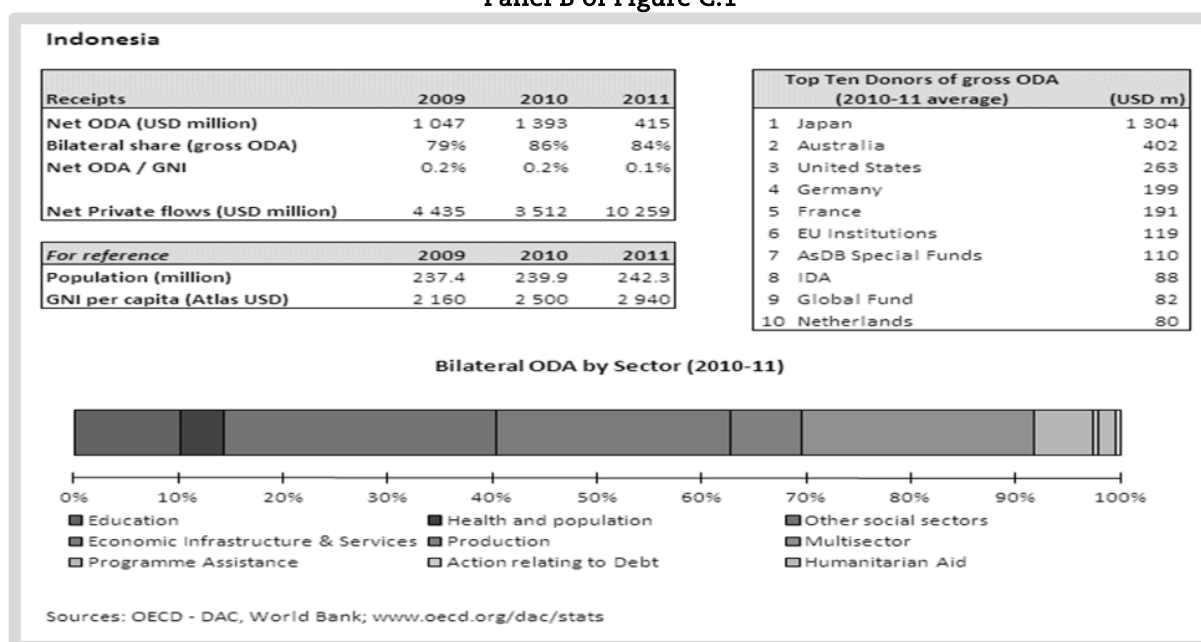 Panel B of Figure C.1
Indonesia
Receipts 2009 2010 2011
Net ODA (USD million) 1 047 1 393 415
Bilateral share (gross ODA) 79% 86% 84%
Net ODA / GNI 0.2% 0.2% 0.1%
Net Private flows (USD million) 4 435 3 512 10 259
For reference 2009 2010 2011
Population (million) 237.4 239.9 242.3
GNI per capita (Atlas USD) 2 160 2 500 2 940
Top Ten Donors of gross ODA
(2010-11 average) (USD m)
1 Japan 1 304
2 Australia 402
3 United States 263
4 Germany 199
5 France 191
6 EU Institutions 119
7 AsDB Special Funds 110
8 IDA 88
9 Global Fund 82
10 Netherlands 80
Bilateral ODA by Sector (2010-11)
0% 10% 20% 30% 40% 50% 60% 70% 80% 90% 100%
Education Health and population Other social sectors
Economic Infrastructure & Services Production Multisector
Programme Assistance Action relating to Debt Humanitarian Aid
Sources: OECD - DAC, World Bank; www.oecd.org/dac/stats